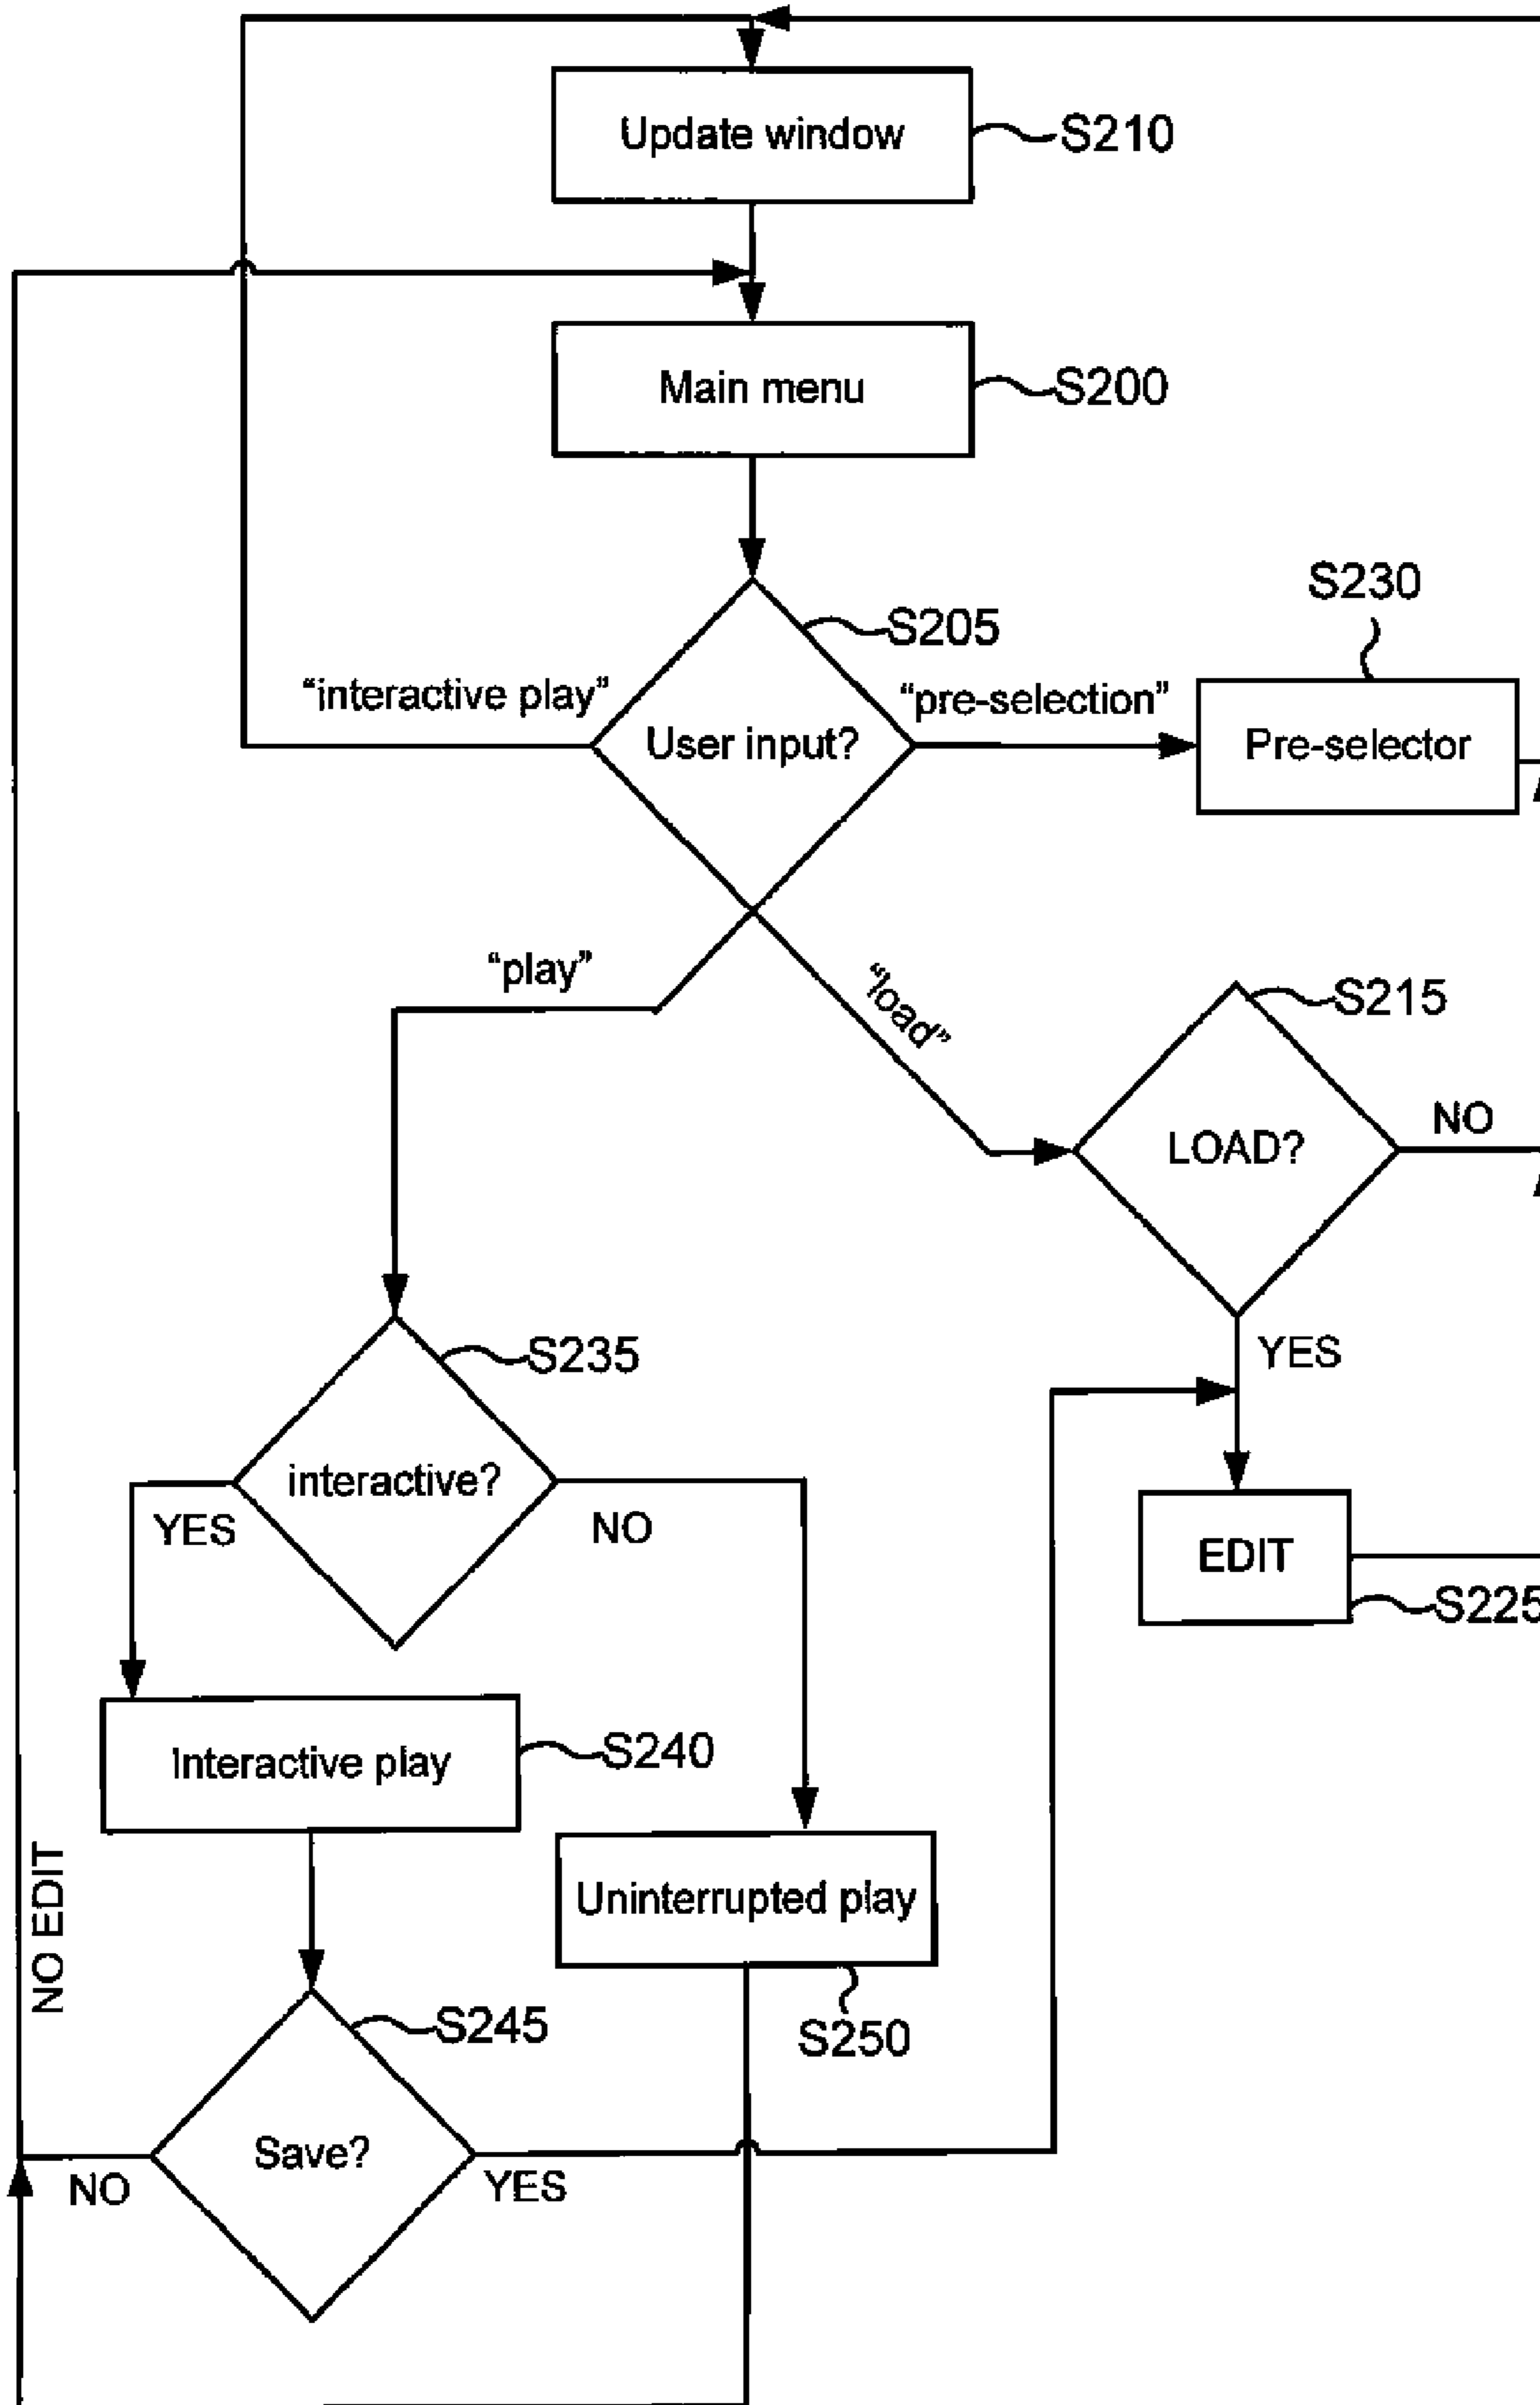 Update window
S210
Main menu
S200
S230
S205
“interactive play”
“pre-selection”
User input?
Pre-selector
“play”
“load”
S215
NO
LOAD?
S235
YES
interactive?
YES
NO
EDIT
S225
Interactive play
S240
NO EDIT
Uninterrupted play
S245
S250
Save?
NO
YES